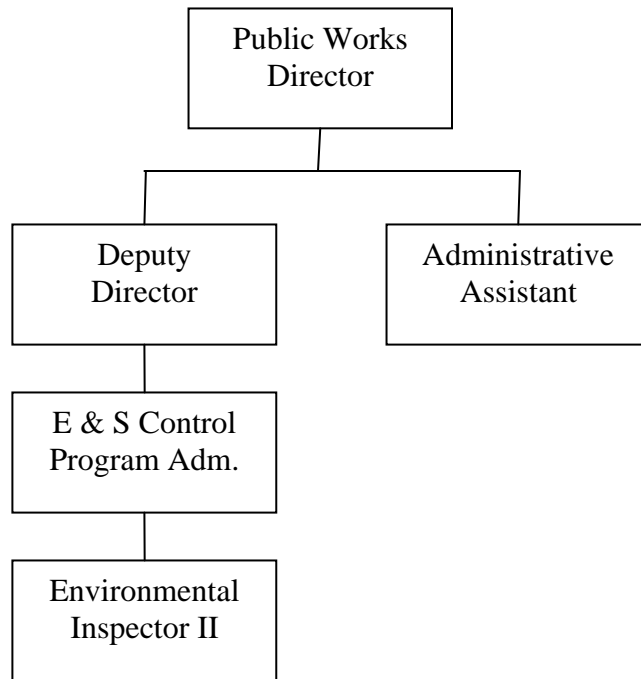 Public Works
Director
Deputy
Director
Administrative
Assistant
E & S Control
Program Adm.
Environmental
Inspector II